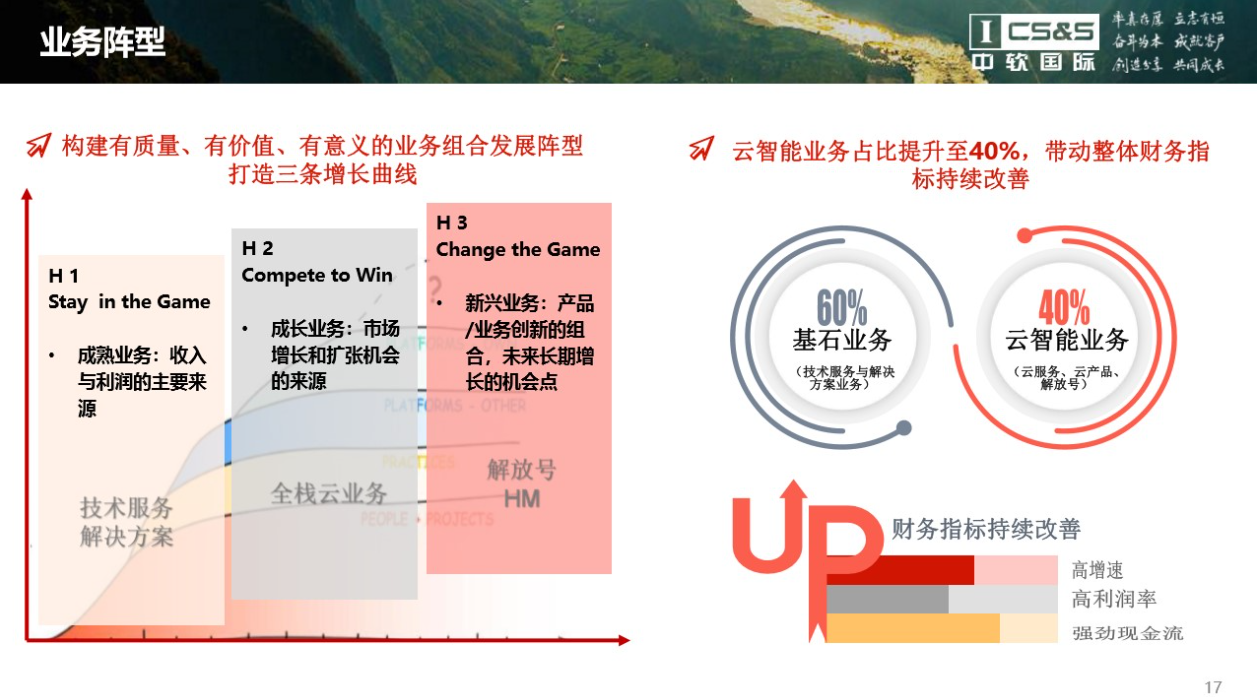 业务阵型
ICS&S
中软国际
率真在属 立志有恒
奋斗为本 成就客户
创造分享 共同成长
构建有质量、有价值、有意义的业务组合发展阵型
打造三条增长曲线
H 1
Stay in the Game
• 成熟业务：收入
与利润的主要来
源
技术服务
解决方案
H 2
Compete to Win
• 成长业务：市场
增长和扩张机会
的来源
全栈云业务
H 3
Change the Game
• 新兴业务：产品
/业务创新的组
合，未来长期增
长的机会点
?
PLATFORMS - OTHER
PRACTICES
PEOPLE + PROJECTS
解放号
HM
云智能业务占比提升至40%，带动整体财务指
标持续改善
60%
基石业务
（技术服务与解决
方案业务）
40%
云智能业务
（云服务、云产品、
解放号）
UP
财务指标持续改善
高增速
高利润率
强劲现金流
17